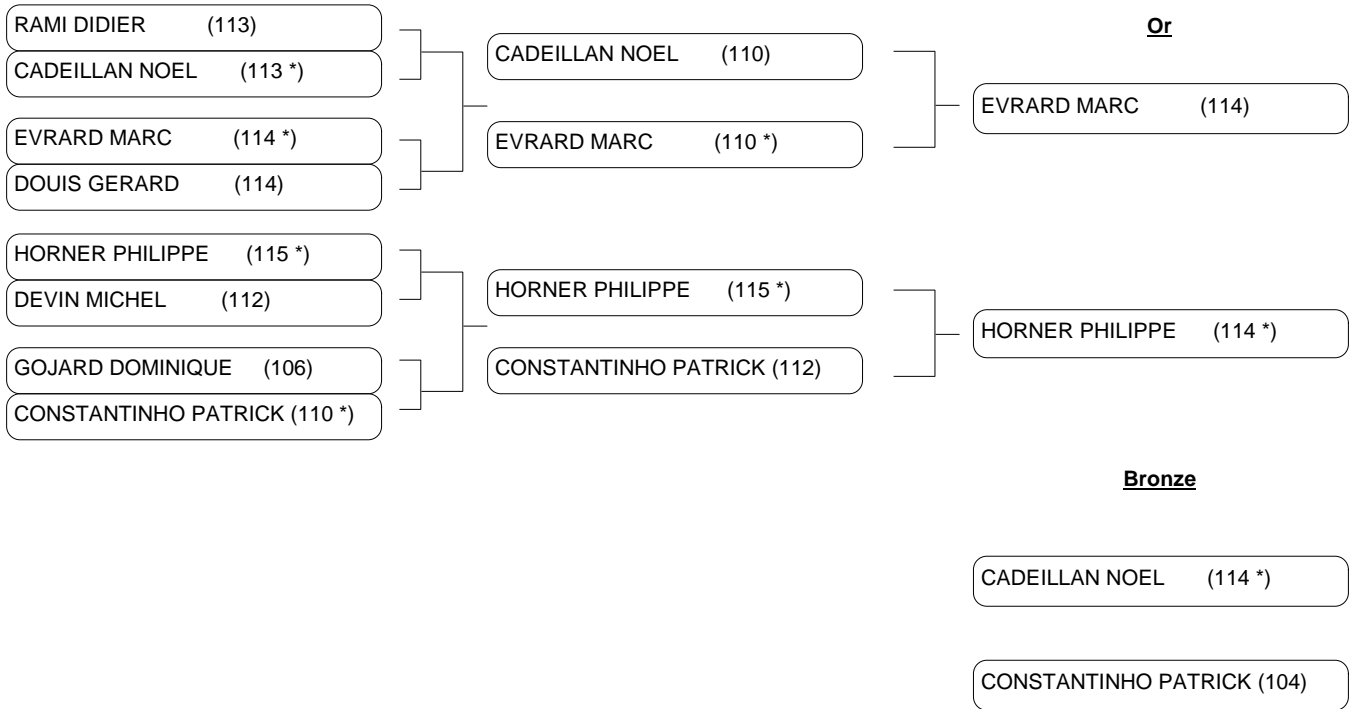 RAMI DIDIER (113)
CADEILLAN NOEL (113 *)
EVRARD MARC (114 *)
DOUIS GERARD (114)
HORNER PHILIPPE (115 *)
DEVIN MICHEL (112)
GOJARD DOMINIQUE (106)
CONSTANTINHO PATRICK (110 *)
CADEILLAN NOEL (110)
EVRARD MARC (110 *)
HORNER PHILIPPE (115 *)
CONSTANTINHO PATRICK (112)
Or
EVRARD MARC (114)
HORNER PHILIPPE (114 *)
Bronze
CADEILLAN NOEL (114 *)
CONSTANTINHO PATRICK (104)